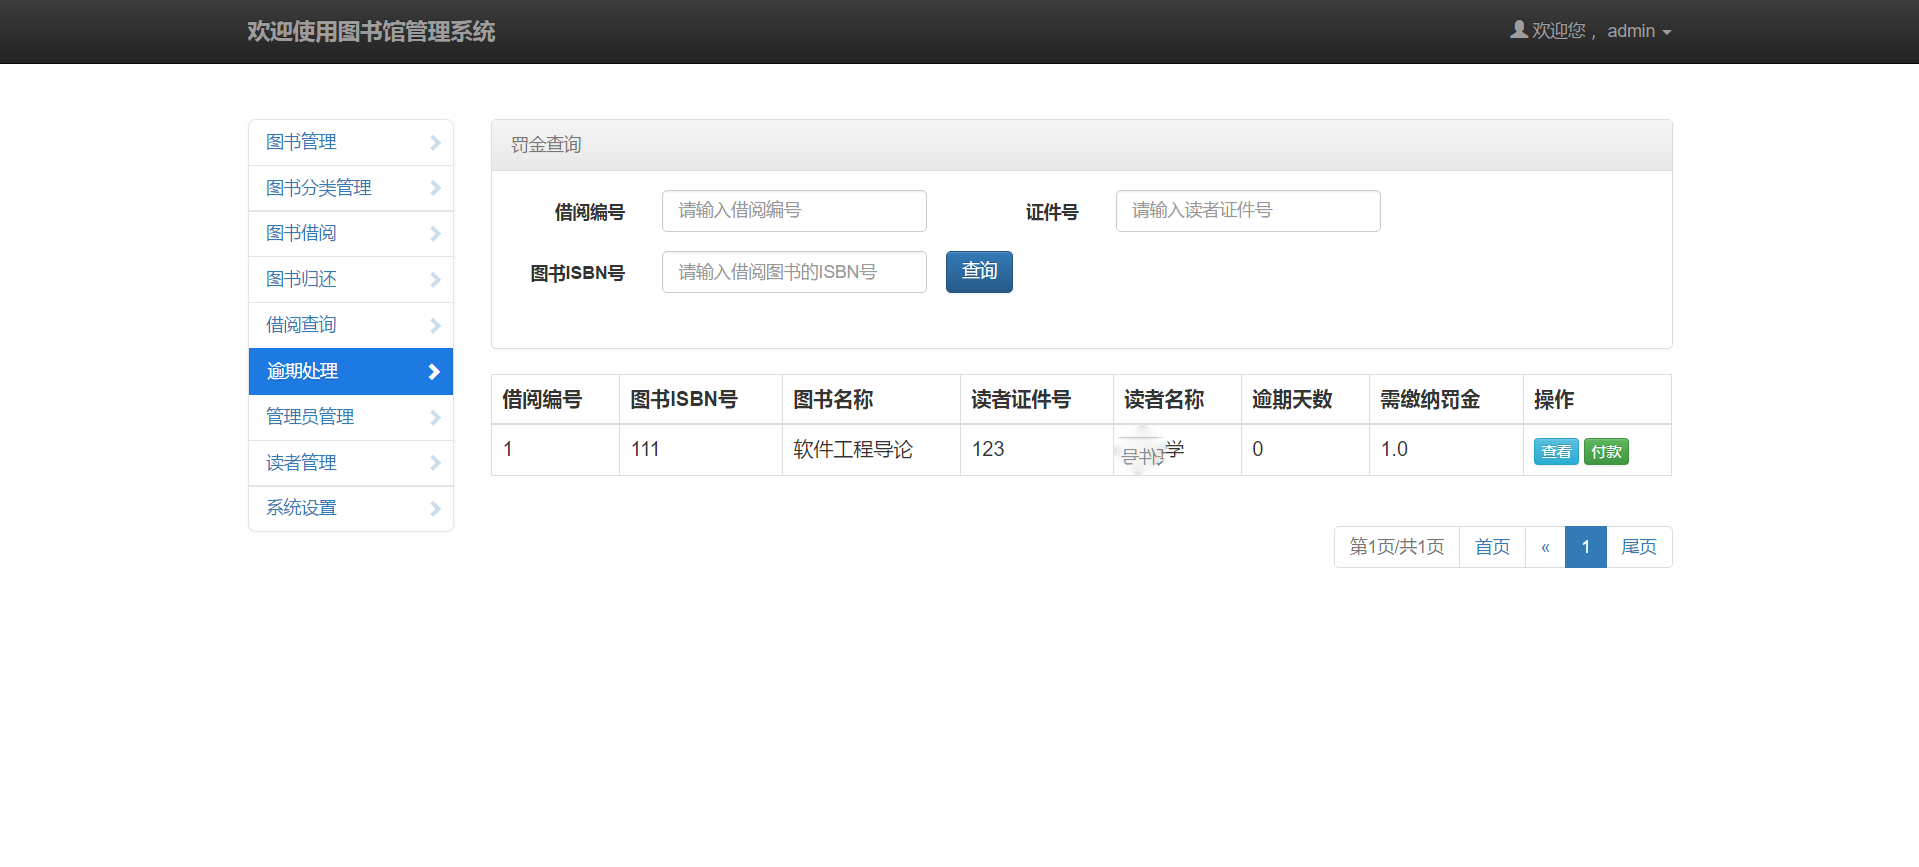 欢迎使用图书馆管理系统
欢迎您， admin
图书管理
图书分类管理
图书借阅
图书归还
借阅查询
逾期处理
管理员管理
读者管理
系统设置
罚金查询
借阅编号 请输入借阅编号 证件号 请输入读者证件号
图书ISBN号 请输入借阅图书的ISBN号 查询
借阅编号 图书ISBN号 图书名称 读者证件号 读者名称 逾期天数 需缴纳罚金 操作
1 111 软件工程导论 123 学 0 1.0 查看 付款
第1页/共1页 首页 « 1 尾页